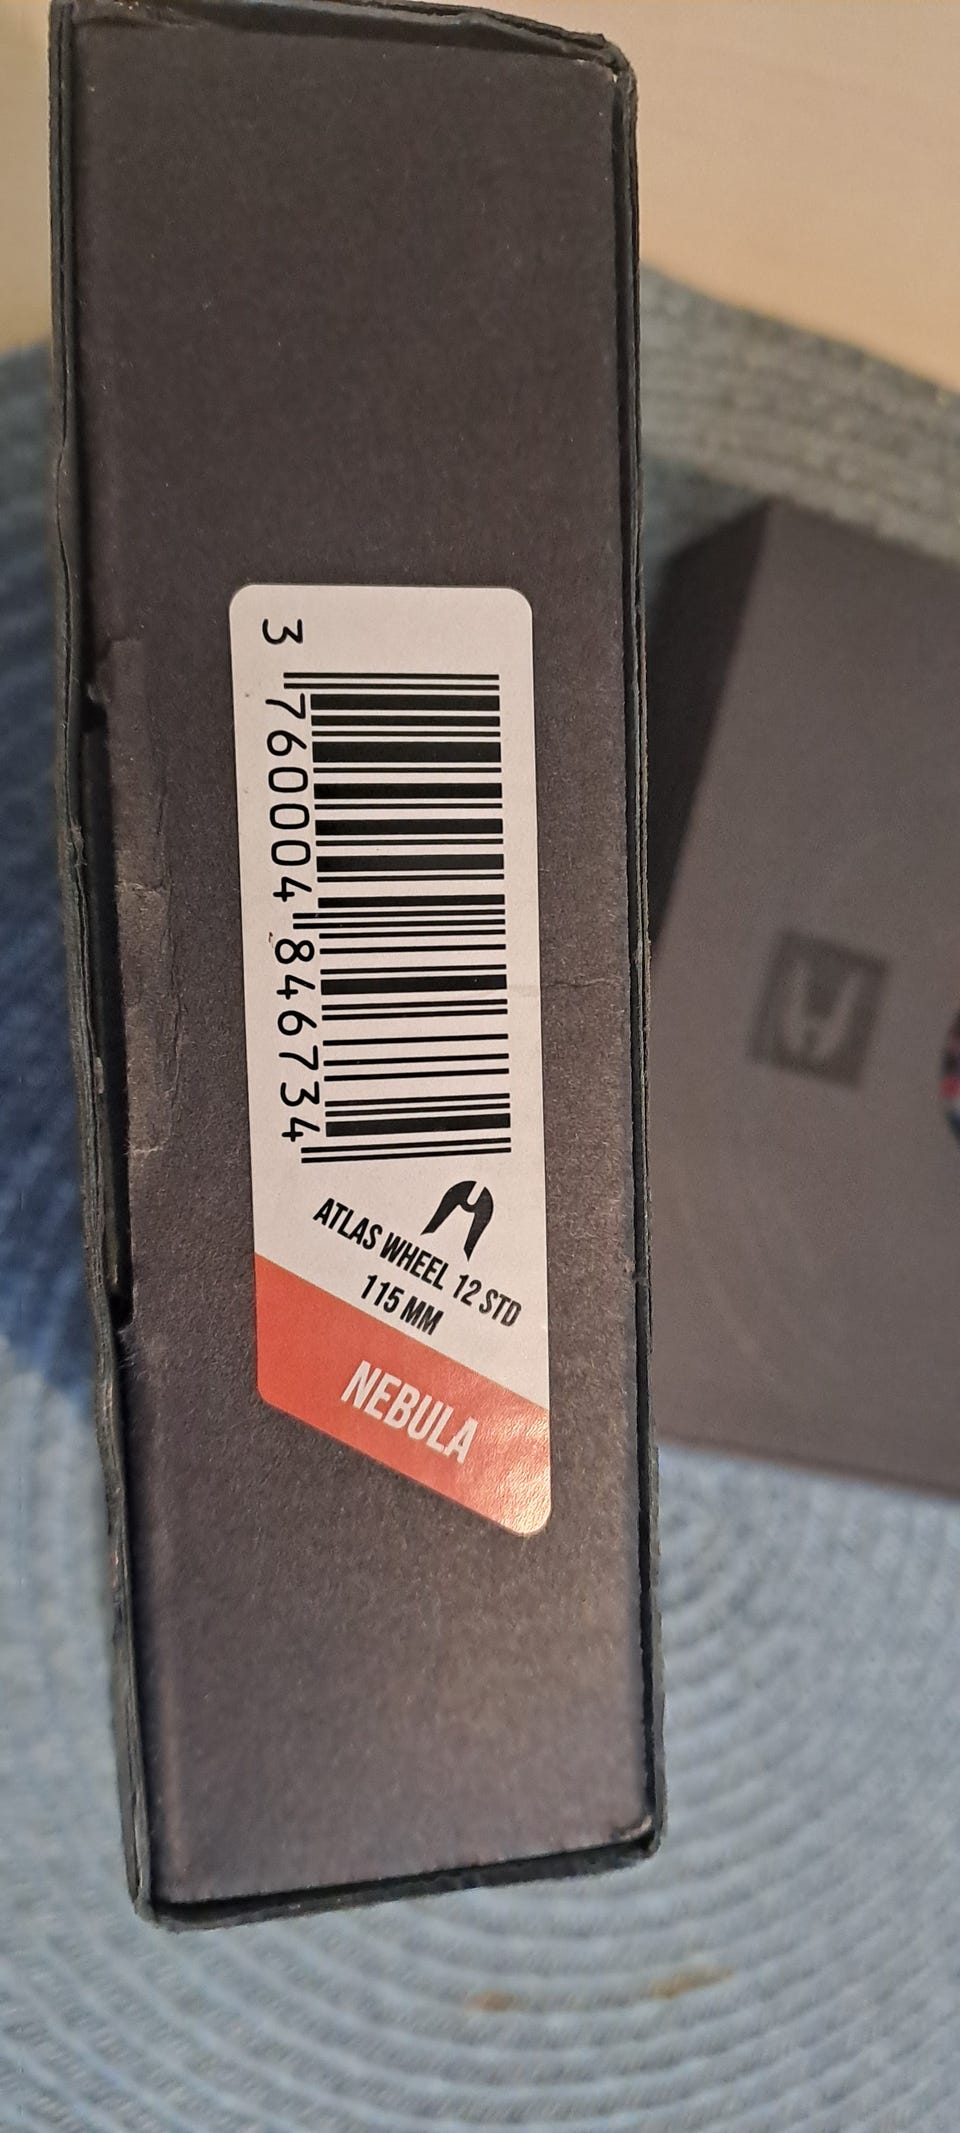 3 760004 846734
ATLAS WHEEL 12 STD
115 MM
NEBULA